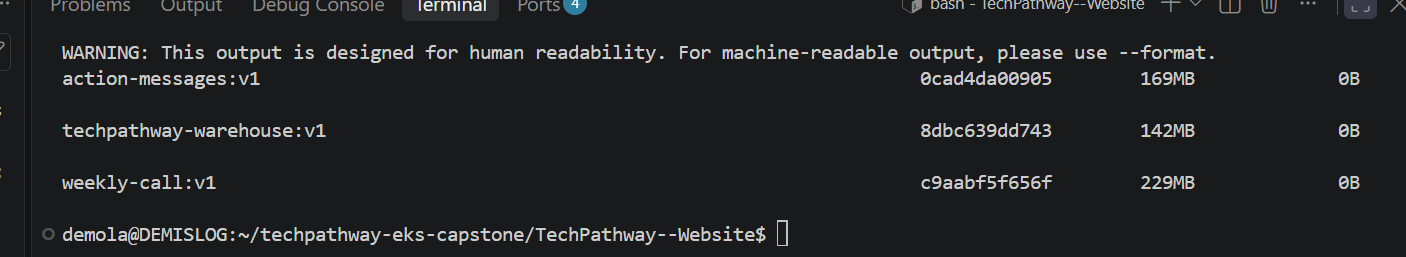 Problems Output Debug Console Terminal Ports 4 bash - TechPathway--Website
WARNING: This output is designed for human readability. For machine-readable output, please use --format.
action-messages:v1 0cad4da00905 169MB 0B
techpathway-warehouse:v1 8dbc639dd743 142MB 0B
weekly-call:v1 c9aabf5f656f 229MB 0B
demola@DEMISLOG:~/techpathway-eks-capstone/TechPathway--Website$